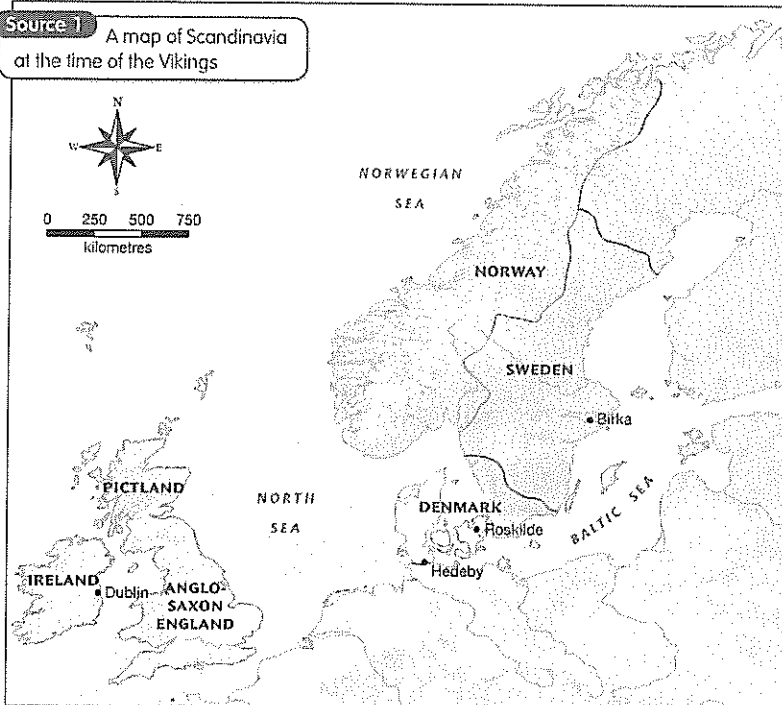 Source 1
A map of Scandinavia
at the time of the Vikings
N
W E
S
0 250 500 750
kilometres
NORWEGIAN
SEA
NORWAY
SWEDEN
Birka
PICTLAND
NORTH
SEA
DENMARK
Roskilde
BALTIC SEA
Hedeby
IRELAND
Dublin
ANGLO-
SAXON
ENGLAND